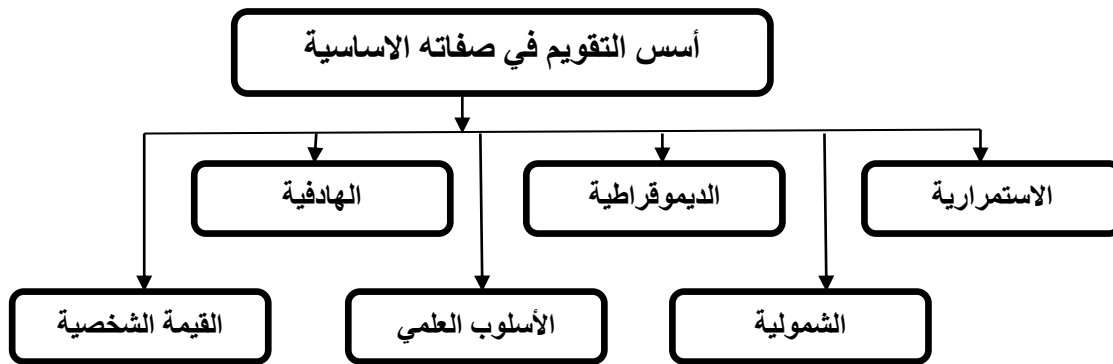 أسس التقويم في صفاته الاساسية
الاستمرارية
الديموقراطية
الهادفية
الشمولية
الأسلوب العلمي
القيمة الشخصية